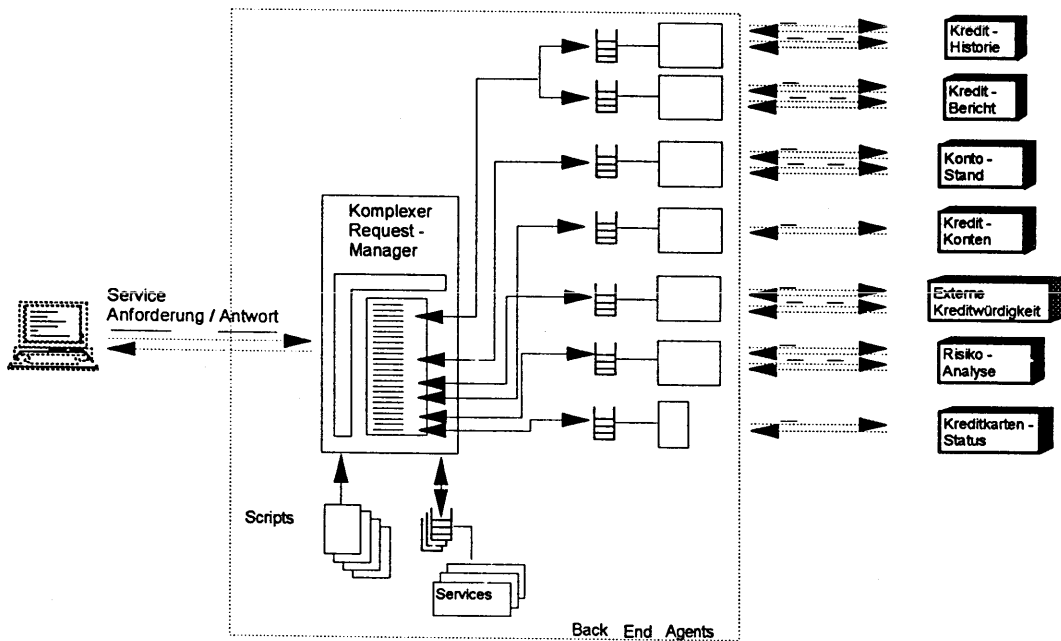 Kredit -
Historie
Kredit -
Bericht
Konto -
Stand
Komplexer
Request -
Manager
Kredit -
Konten
Service
Anforderung / Antwort
Externe
Kreditwürdigkeit
Risiko -
Analyse
Kreditkarten -
Status
Scripts
Services
Back End Agents